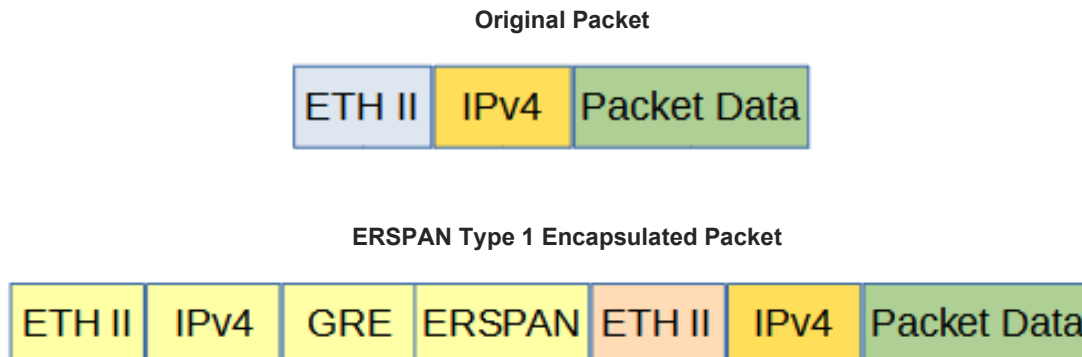 Original Packet
ETH II IPv4 Packet Data
ERSPAN Type 1 Encapsulated Packet
ETH II IPv4 GRE ERSPAN ETH II IPv4 Packet Data